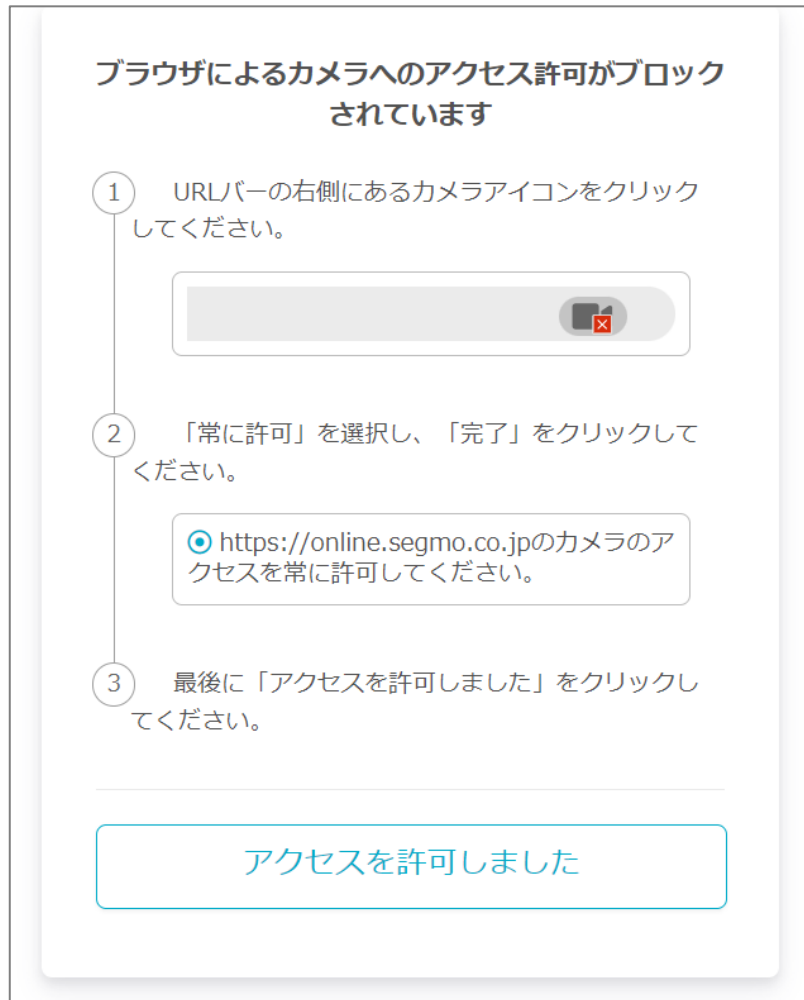 ブラウザによるカメラへのアクセス許可がブロック
されています
1 URLバーの右側にあるカメラアイコンをクリック
してください。
2 「常に許可」を選択し、「完了」をクリックして
ください。
https://online.segmo.co.jpのカメラのア
クセスを常に許可してください。
3 最後に「アクセスを許可しました」をクリックし
てください。
アクセスを許可しました